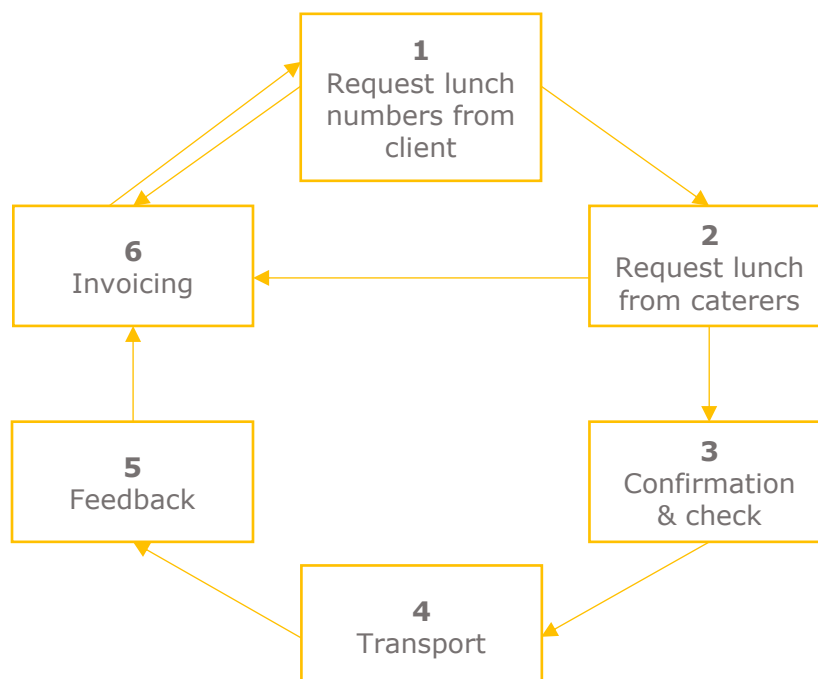 1
Request lunch
numbers from
client
2
Request lunch
from caterers
3
Confirmation
& check
4
Transport
5
Feedback
6
Invoicing